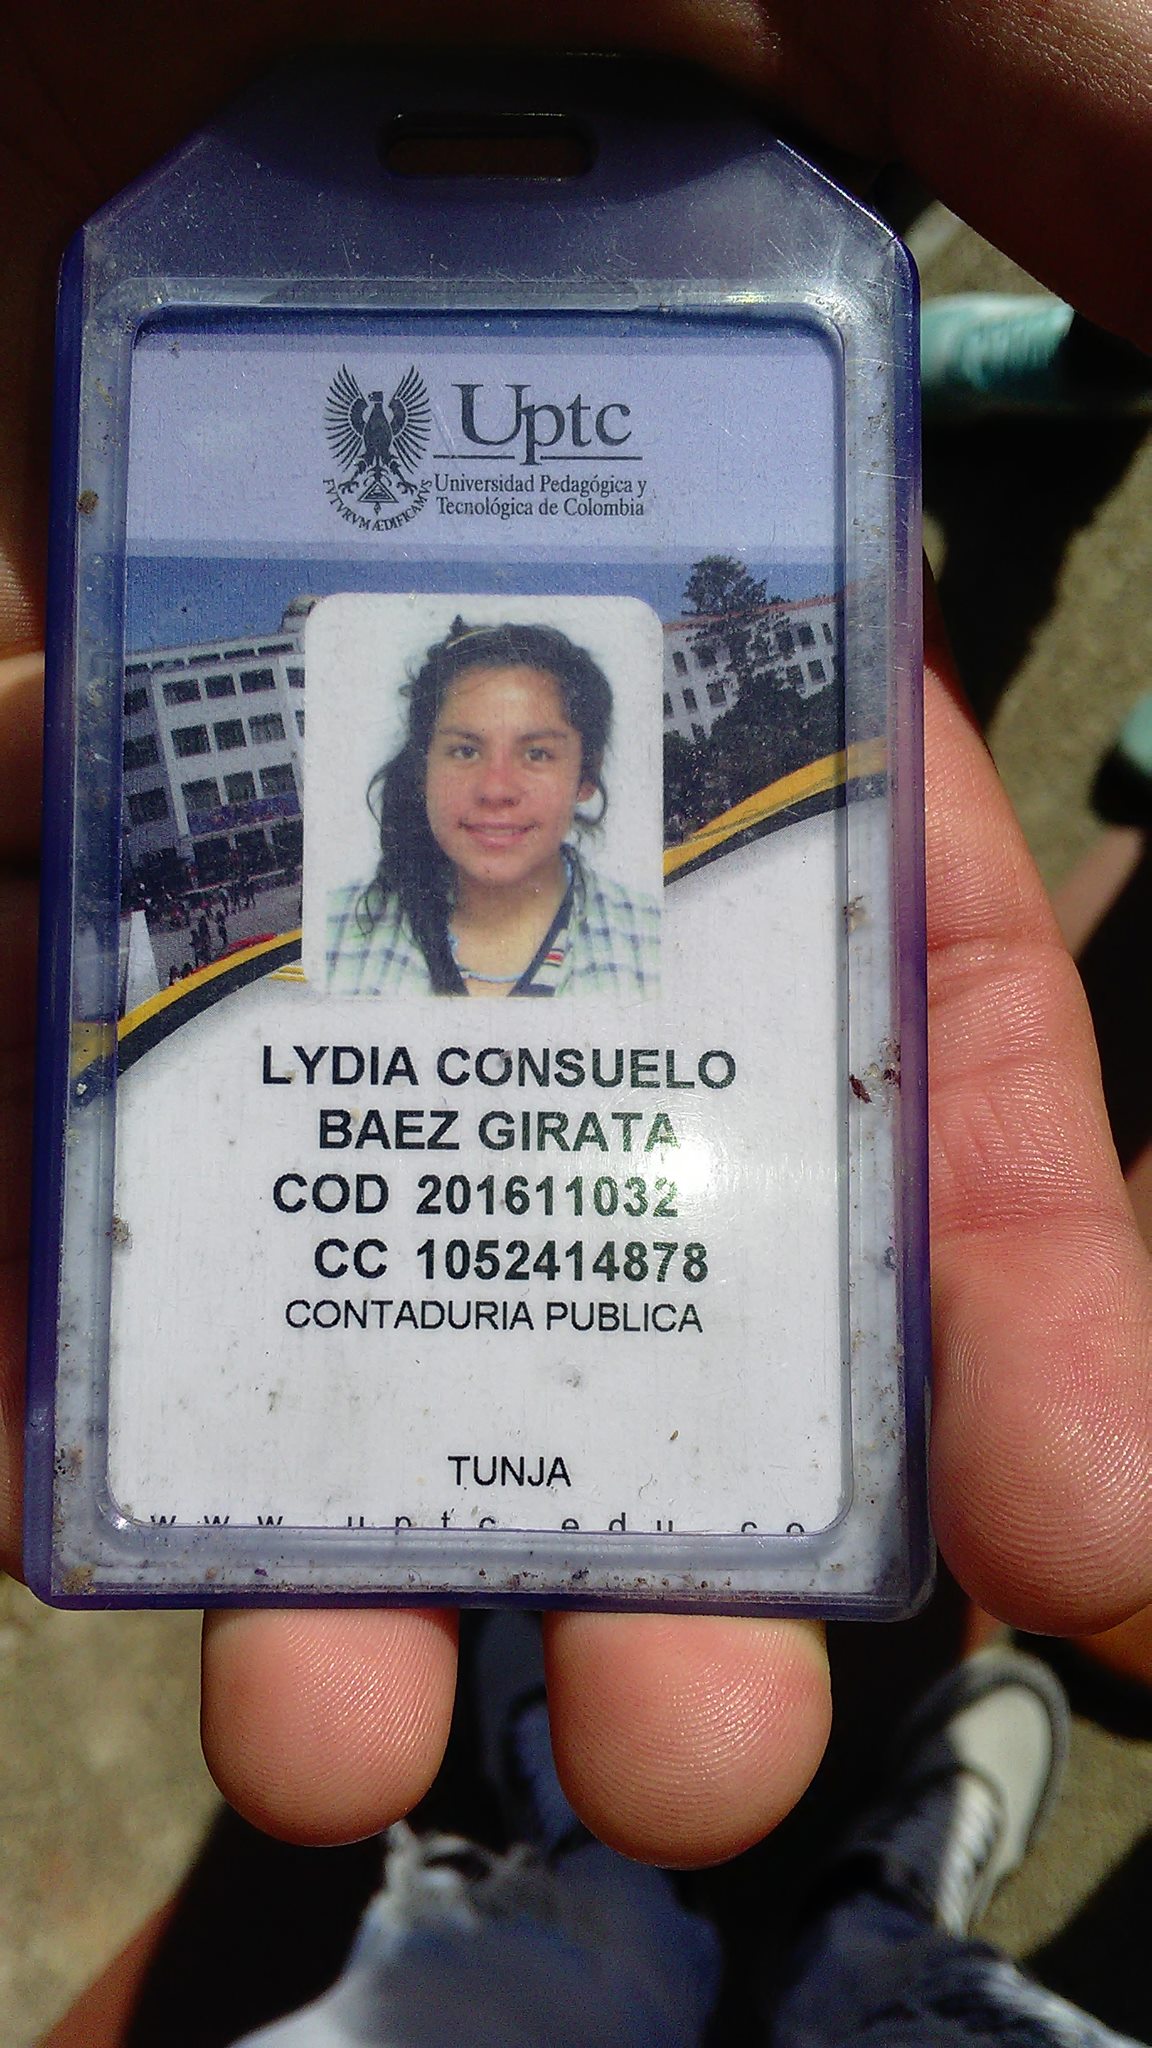 Uptc
Universidad Pedagógica y
Tecnológica de Colombia
FVTVRVM ÆDIFICAMVS
LYDIA CONSUELO
BAEZ GIRATA
COD 201611032
CC 1052414878
CONTADURIA PUBLICA
TUNJA
www.uptc.edu.co